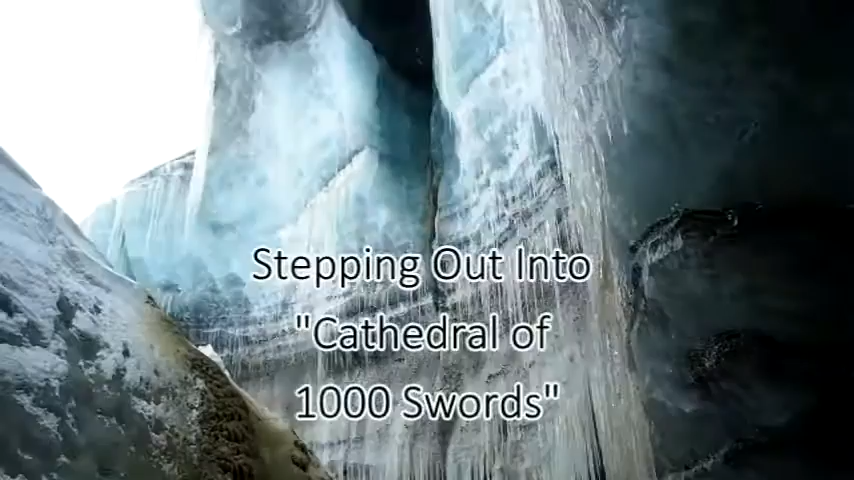 Stepping Out Into
"Cathedral of
1000 Swords"